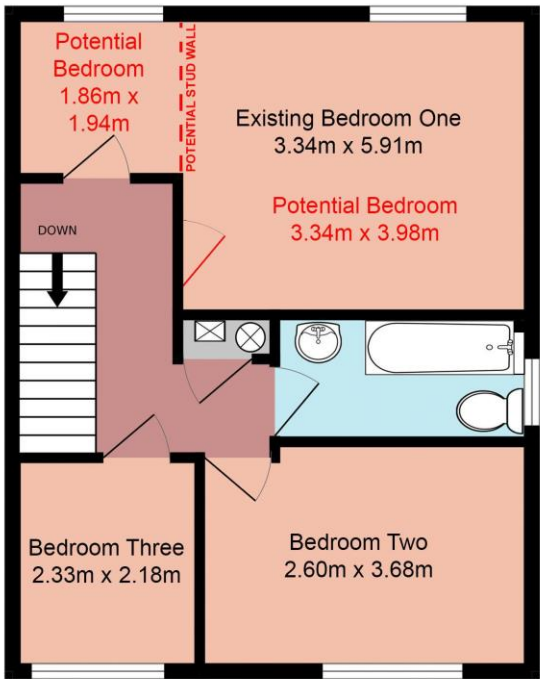 Potential
Bedroom
1.86m x
1.94m
POTENTIAL STUD WALL
Existing Bedroom One
3.34m x 5.91m
Potential Bedroom
3.34m x 3.98m
DOWN
Bedroom Three
2.33m x 2.18m
Bedroom Two
2.60m x 3.68m